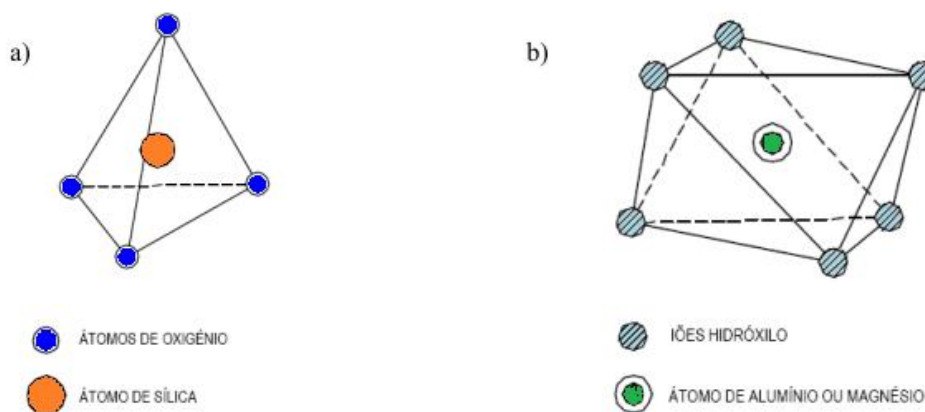 a)
b)
ÁTOMOS DE OXIGÉNIO
IÕES HIDRÓXILO
ÁTOMO DE SÍLICA
ÁTOMO DE ALUMÍNIO OU MAGNÉSIO